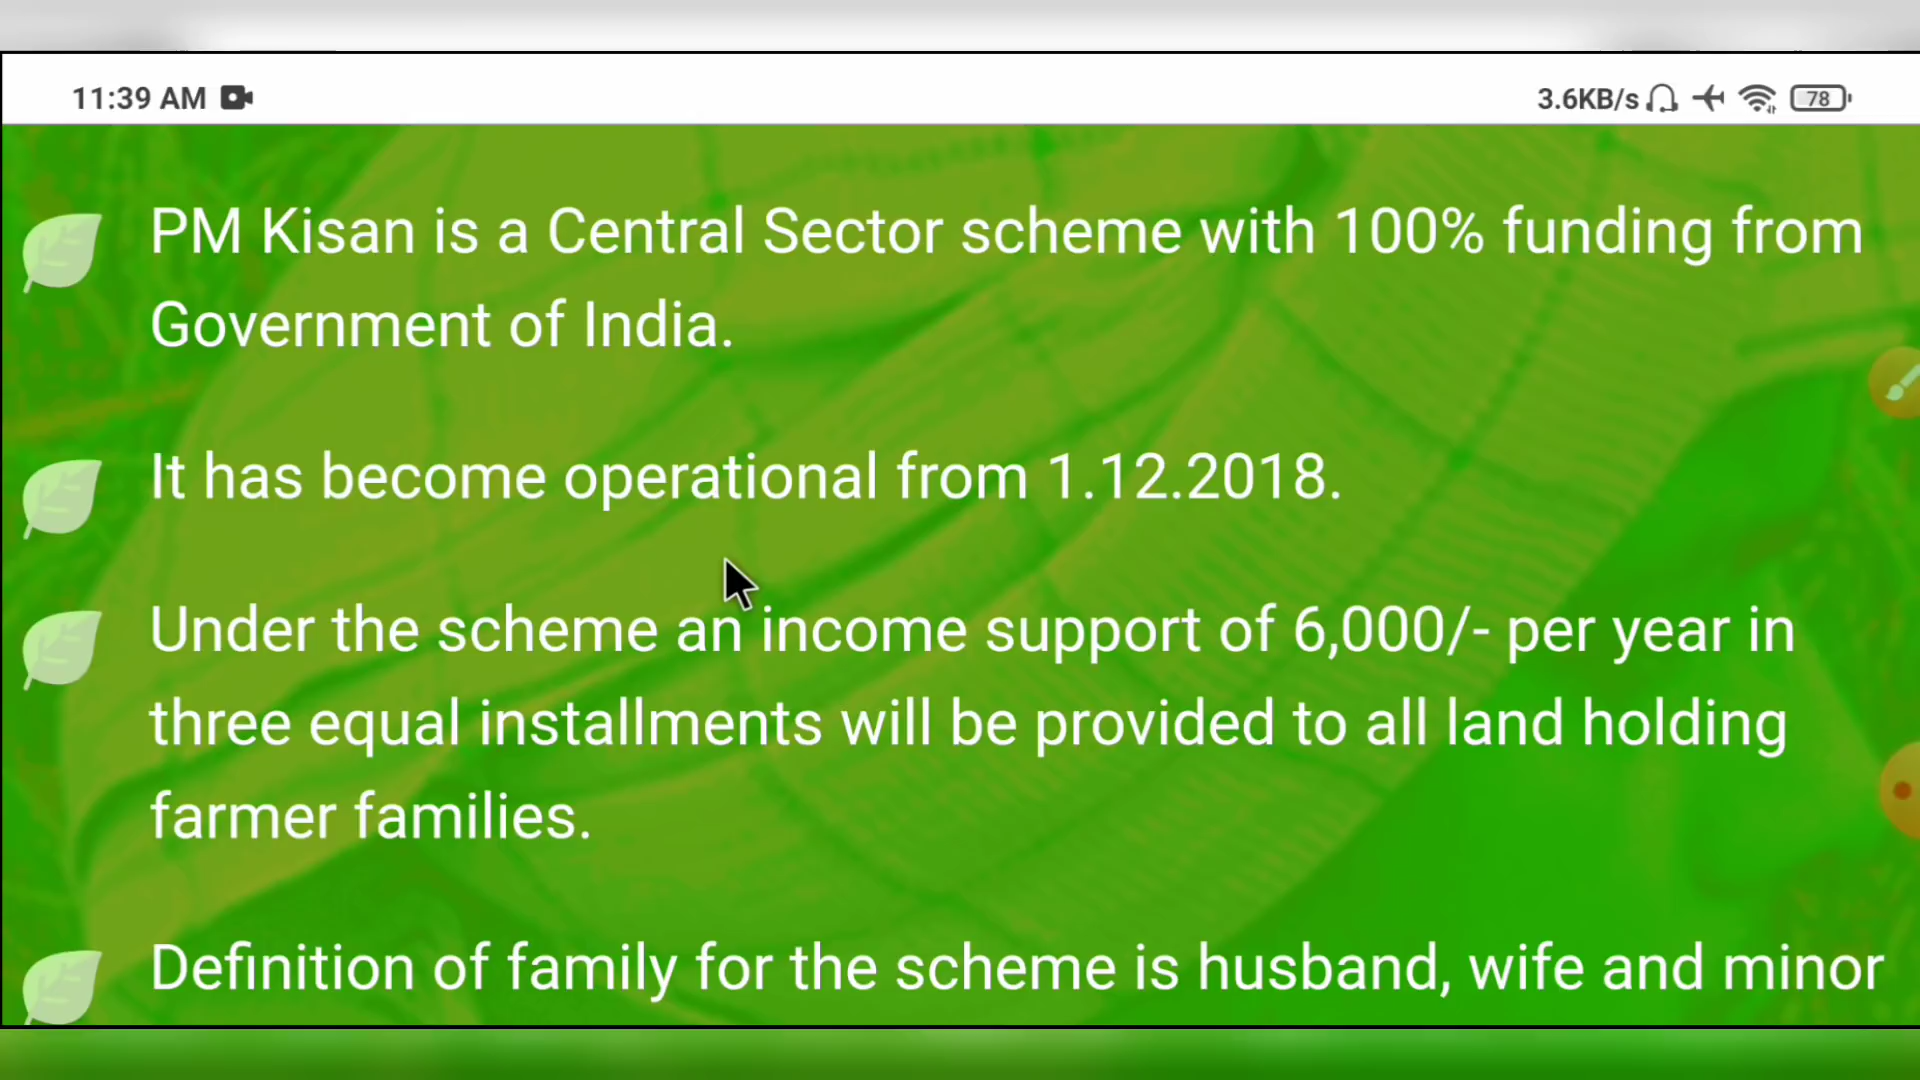 11:39 AM
3.6KB/s
78
PM Kisan is a Central Sector scheme with 100% funding from
Government of India.
It has become operational from 1.12.2018.
Under the scheme an income support of 6,000/- per year in
three equal installments will be provided to all land holding
farmer families.
Definition of family for the scheme is husband, wife and minor